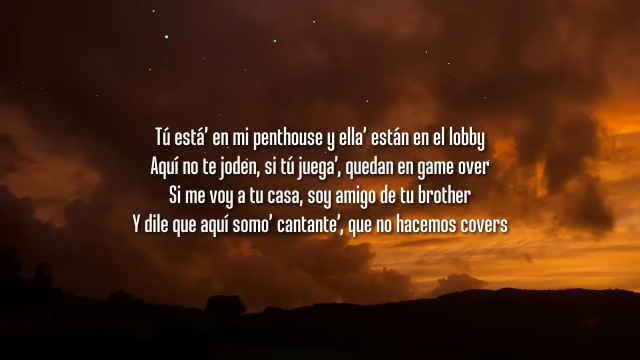 Tú está' en mi penthouse y ella' están en el lobby
Aquí no te joden, si tú juega', quedan en game over
Si me voy a tu casa, soy amigo de tu brother
Y dile que aquí somo' cantante', que no hacemos covers